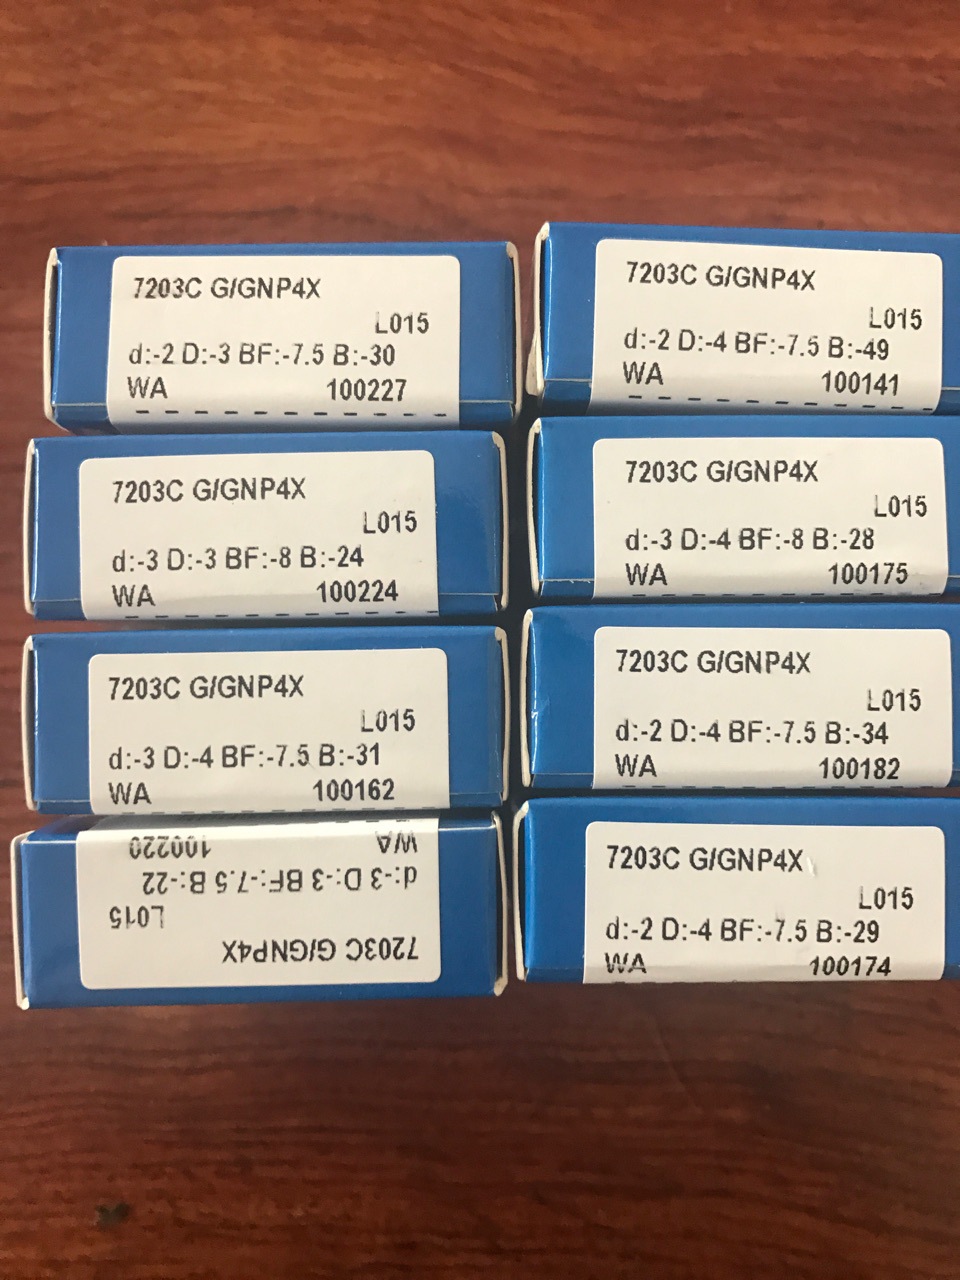 7203C G/GNP4X
L015
d:-2 D:-3 BF:-7.5 B:-30
WA 100227
7203C G/GNP4X
L015
d:-2 D:-4 BF:-7.5 B:-49
WA 100141
7203C G/GNP4X
L015
d:-3 D:-3 BF:-8 B:-24
WA 100224
7203C G/GNP4X
L015
d:-3 D:-4 BF:-8 B:-28
WA 100175
7203C G/GNP4X
L015
d:-3 D:-4 BF:-7.5 B:-31
WA 100162
7203C G/GNP4X
L015
d:-2 D:-4 BF:-7.5 B:-34
WA 100182
7203C G/GNP4X
L015
d:-3 D:-3 BF:-7.5 B:-22
WA 100220
7203C G/GNP4X
L015
d:-2 D:-4 BF:-7.5 B:-29
WA 100174